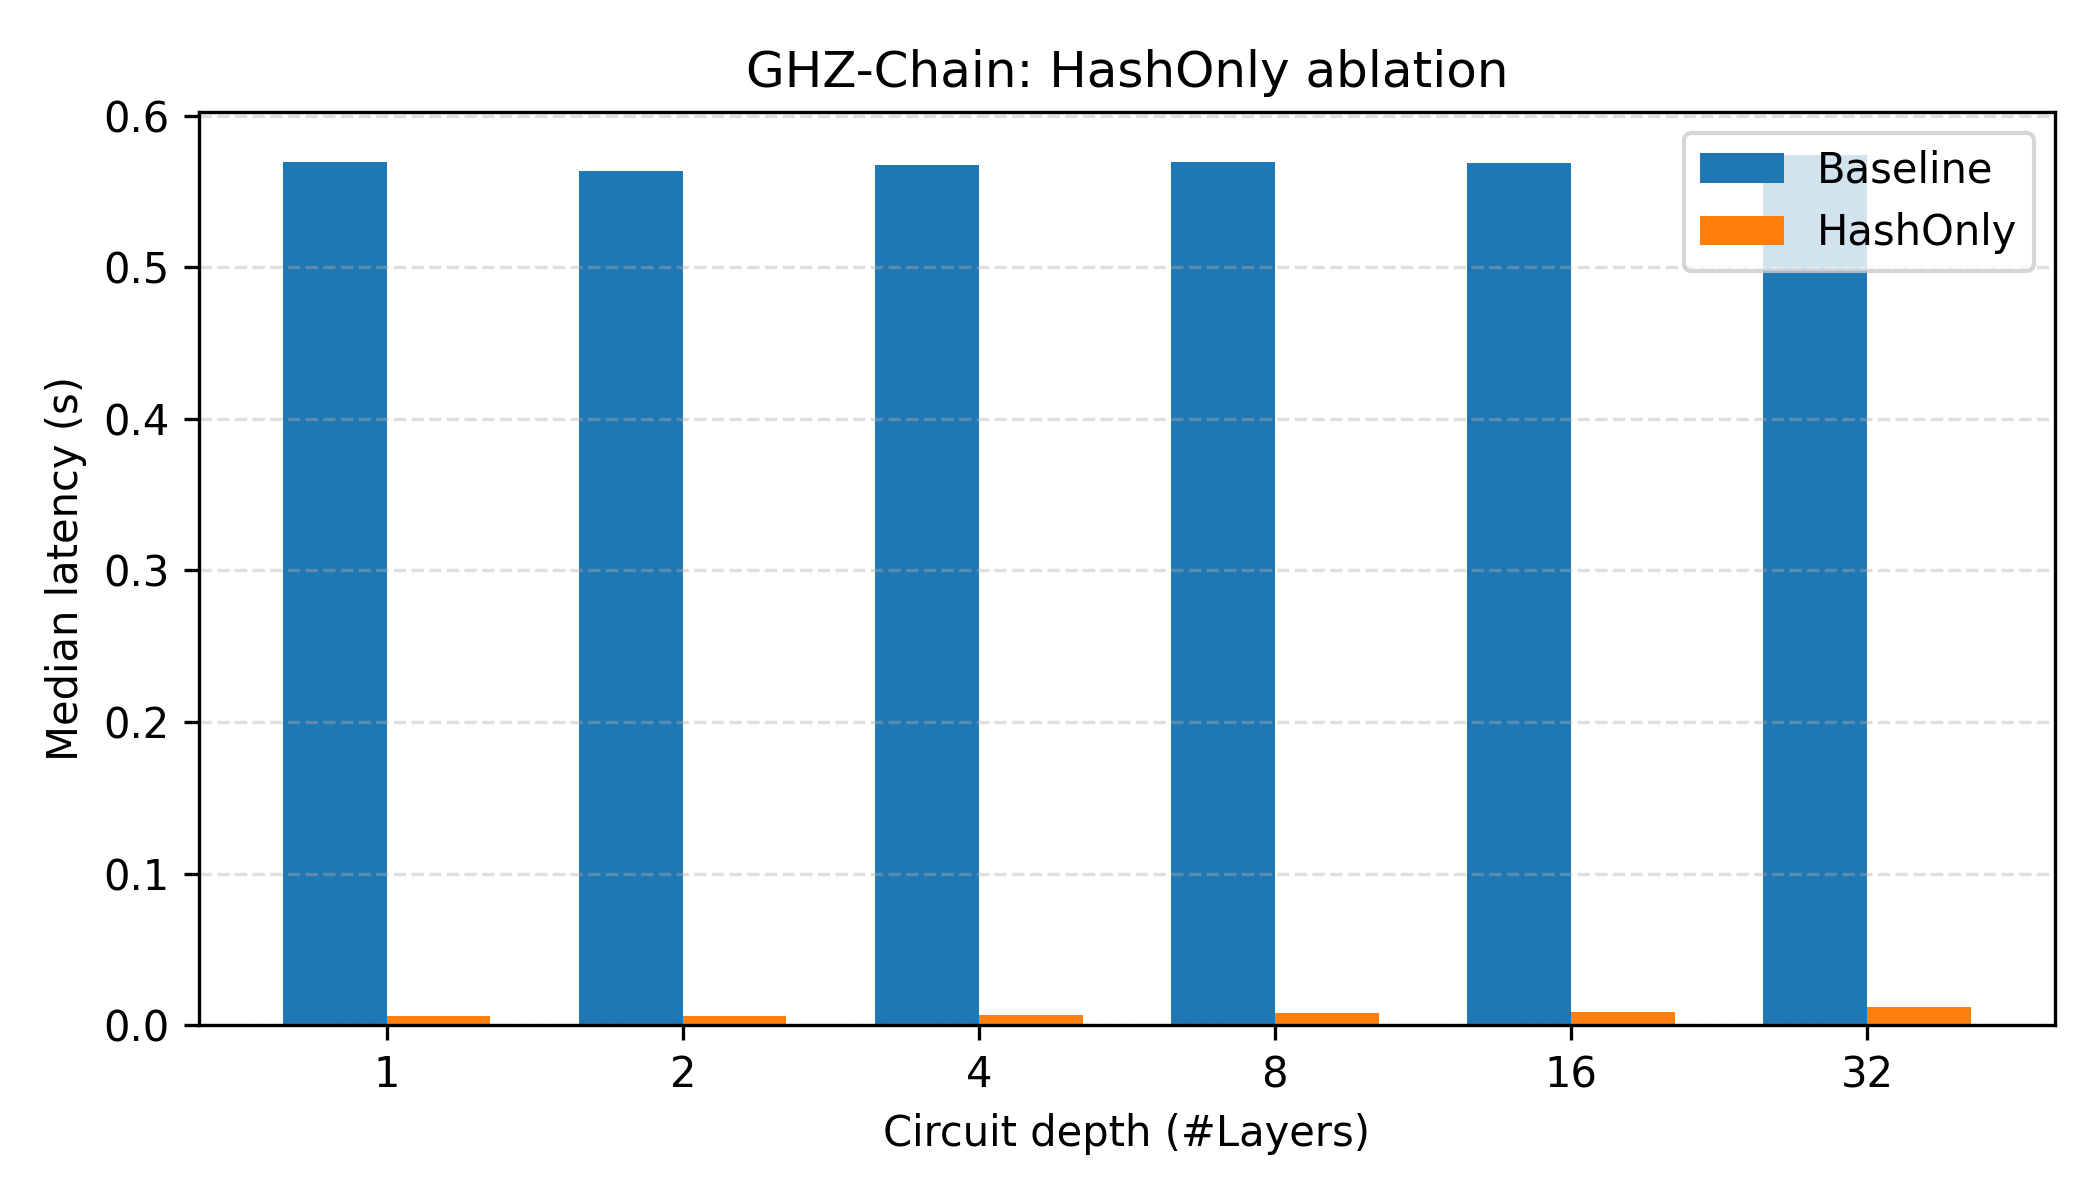 GHZ-Chain: HashOnly ablation
0.6
0.5
0.4
0.3
0.2
0.1
0.0
Median latency (s)
Baseline
HashOnly
1 2 4 8 16 32
Circuit depth (#Layers)